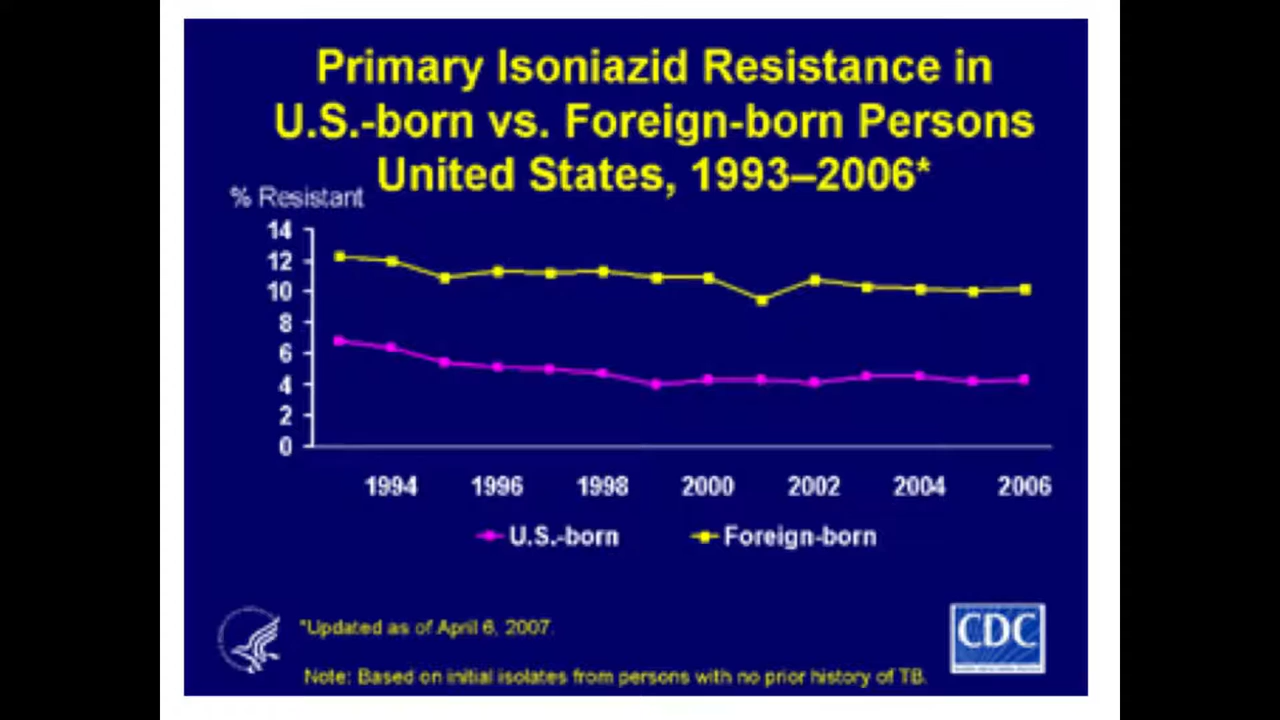 Primary Isoniazid Resistance in
U.S.-born vs. Foreign-born Persons
United States, 1993–2006*
% Resistant
14
12
10
8
6
4
2
0
1994 1996 1998 2000 2002 2004 2006
U.S.-born Foreign-born
*Updated as of April 6, 2007.
CDC
Note: Based on initial isolates from persons with no prior history of TB.